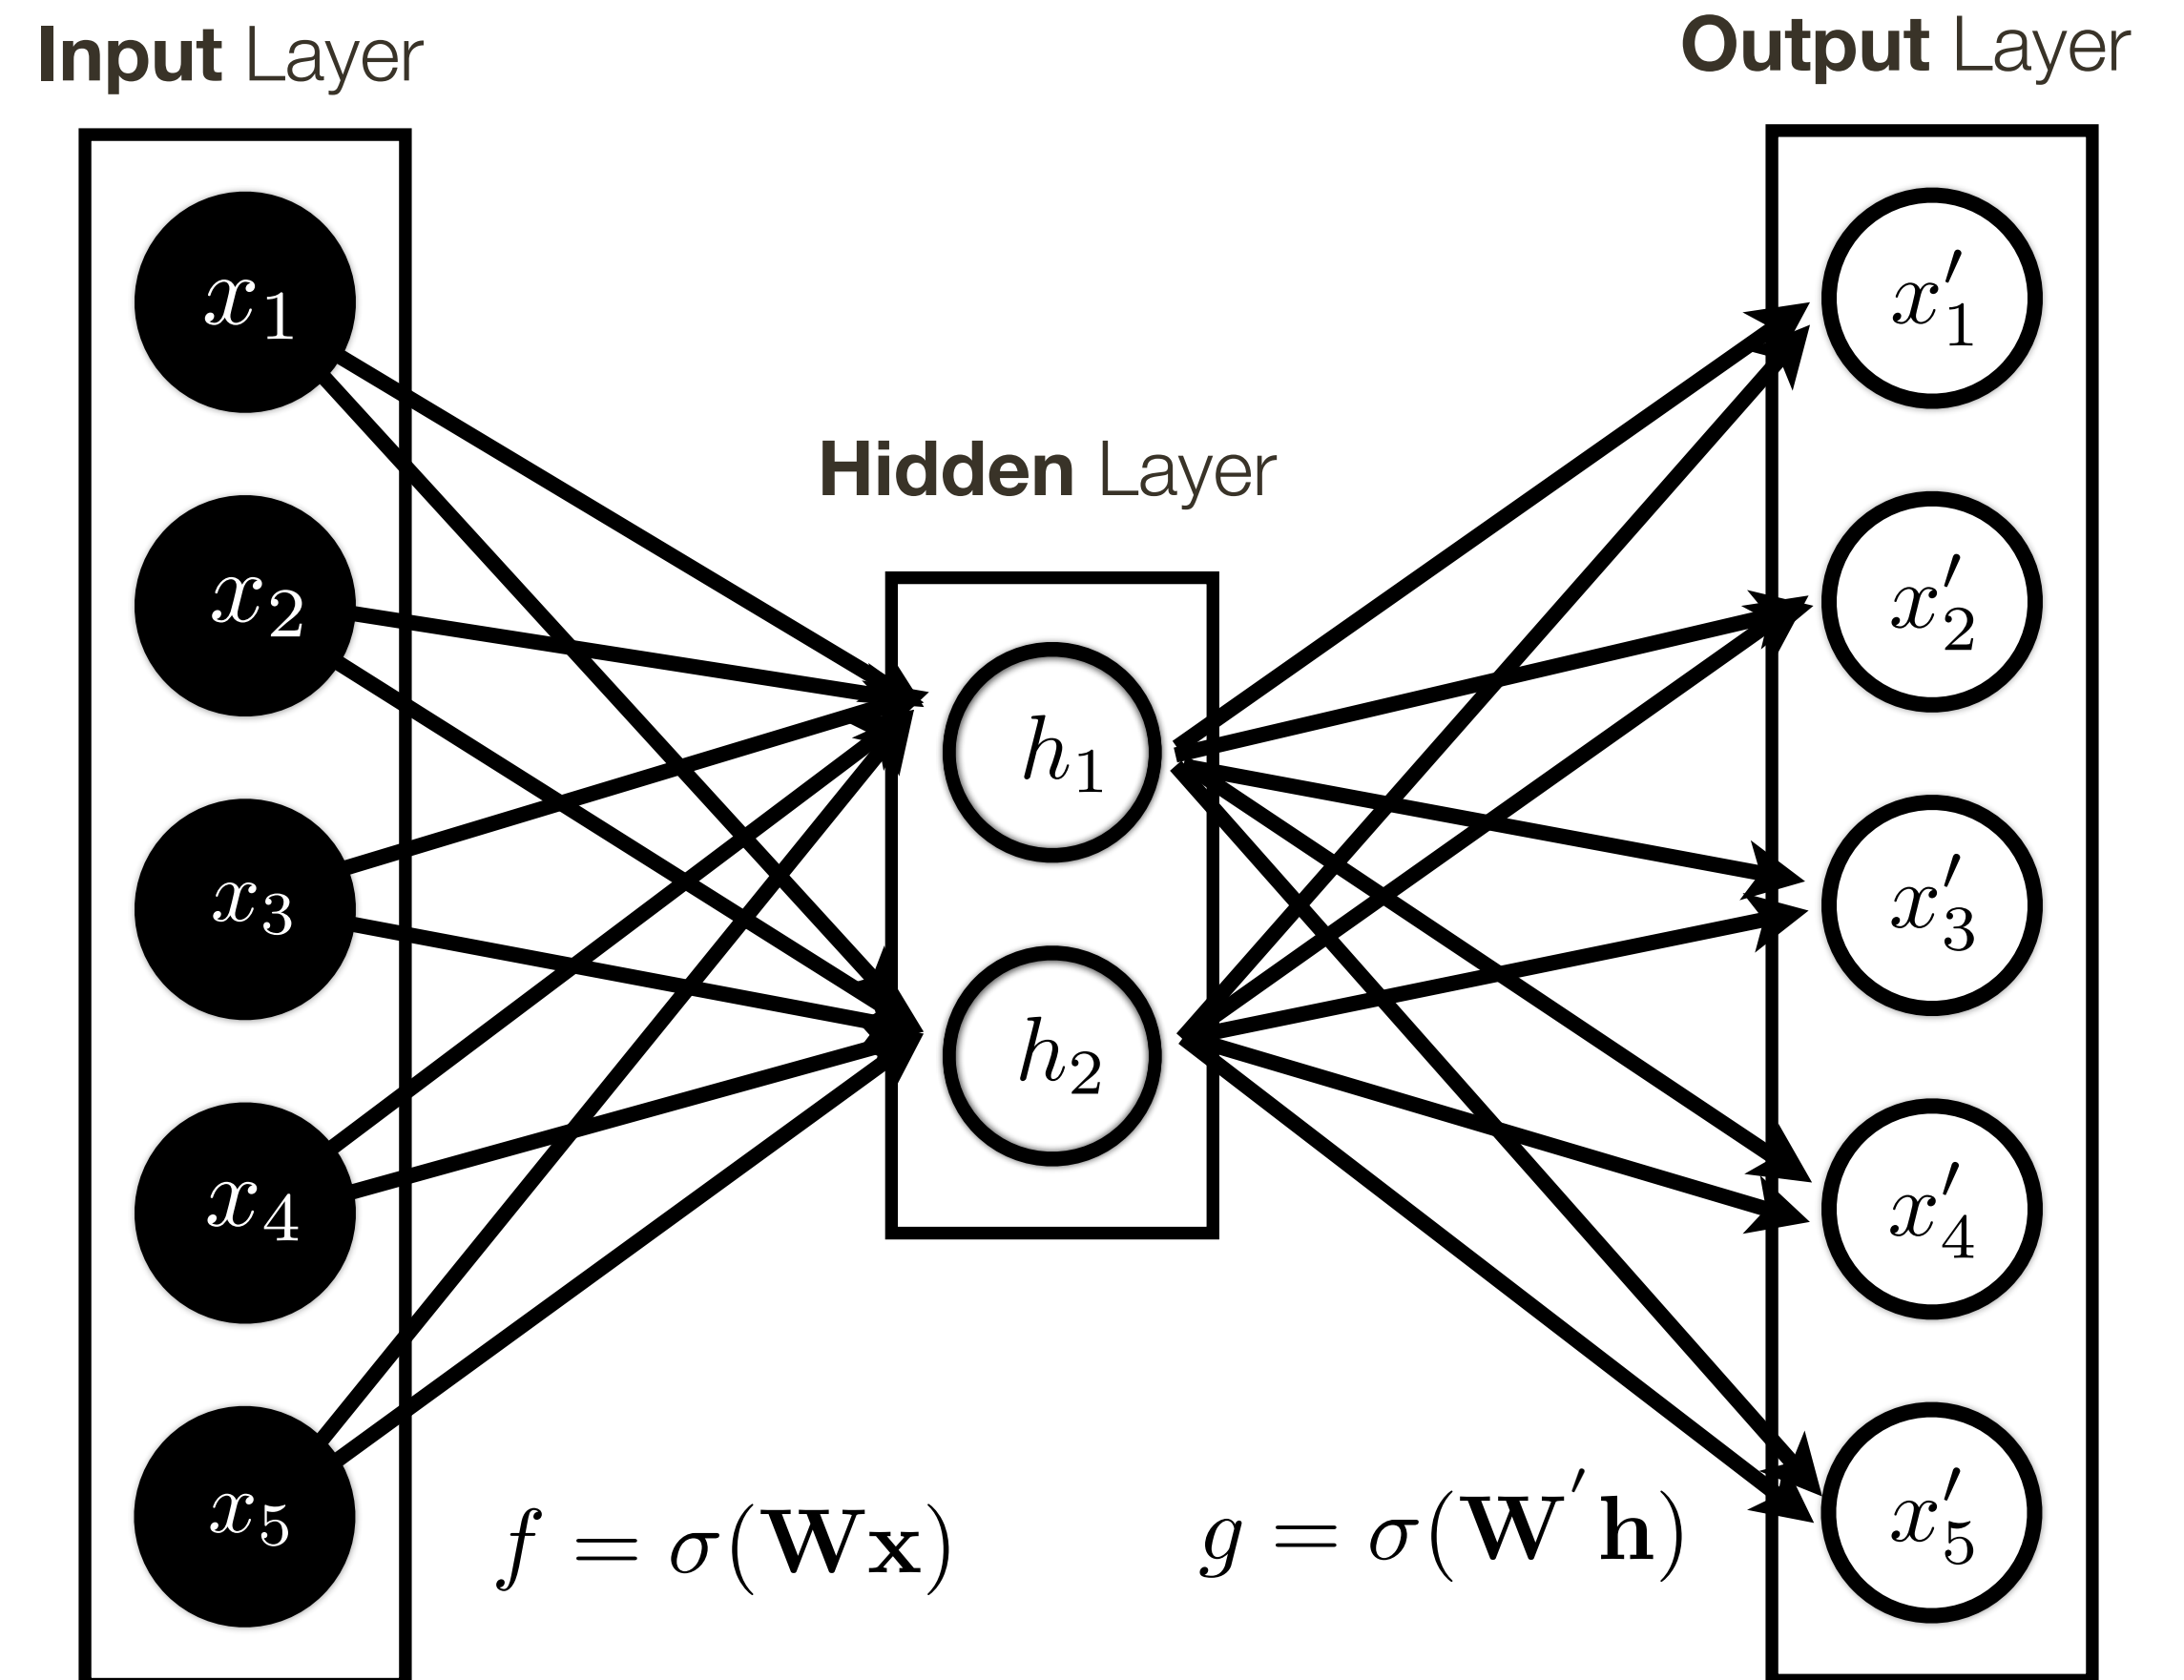 Input Layer
Output Layer
Hidden Layer
x₁
x₂
x₃
x₄
x₅
h₁
h₂
x′₁
x′₂
x′₃
x′₄
x′₅
f = σ(Wx)
g = σ(W′h)